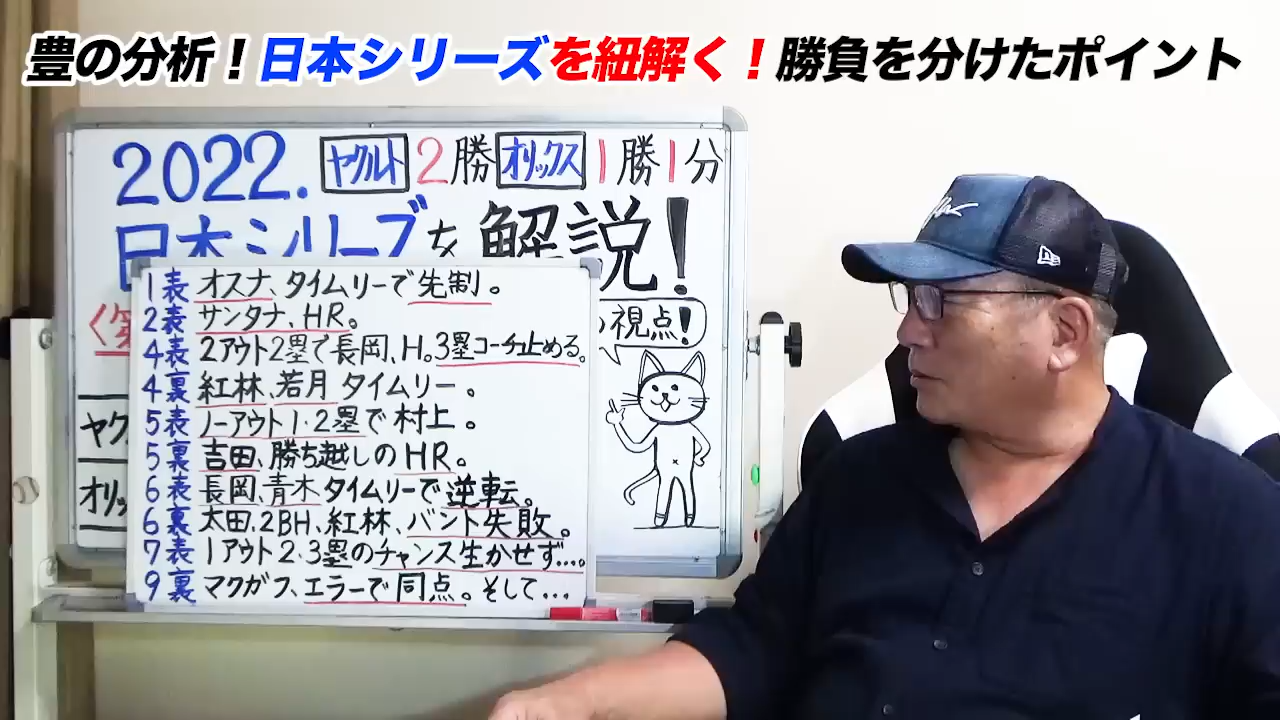 豊の分析!日本シリーズを紐解く!勝負を分けたポイント
2022. ヤクルト 2勝 オリックス 1勝1分
日本シリーズを解説!
視点!
1表 オスナ、タイムリーで先制。
2表 サンタナ、HR。
4表 2アウト2塁で長岡、H。3塁コーチ止める。
4裏 紅林、若月タイムリー。
5表 ノーアウト1・2塁で村上。
5裏 吉田、勝ち越しのHR。
6表 長岡、青木タイムリーで逆転。
6裏 太田、2BH、紅林、バント失敗。
7表 1アウト2・3塁のチャンス生かせず....。
9裏 マクガフ、エラーで同点。そして...
ヤク
オリッ